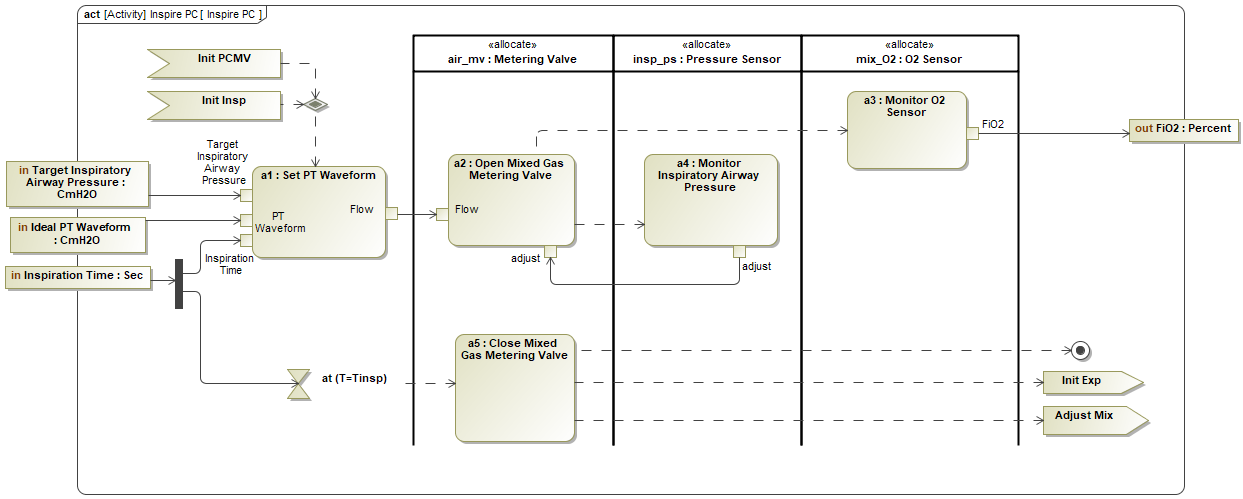 act [Activity] Inspire PC [ Inspire PC ]
«allocate»
air_mv : Metering Valve
«allocate»
insp_ps : Pressure Sensor
«allocate»
mix_O2 : O2 Sensor
Init PCMV
Init Insp
a3 : Monitor O2
Sensor
FiO2
out FiO2 : Percent
Target
Inspiratory
Airway
Pressure
in Target Inspiratory
Airway Pressure :
CmH2O
a1 : Set PT Waveform
PT
Waveform
Flow
a2 : Open Mixed Gas
Metering Valve
Flow
a4 : Monitor
Inspiratory Airway
Pressure
in Ideal PT Waveform
: CmH2O
Inspiration
Time
adjust
adjust
in Inspiration Time : Sec
a5 : Close Mixed
Gas Metering Valve
at (T=Tinsp)
Init Exp
Adjust Mix